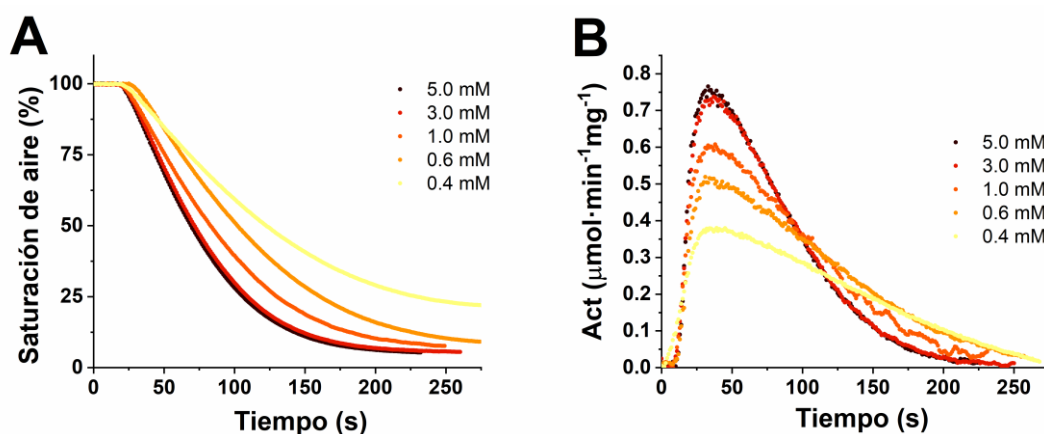 A
Saturación de aire (%)
100
75
50
25
0
0 50 100 150 200 250
Tiempo (s)
5.0 mM
3.0 mM
1.0 mM
0.6 mM
0.4 mM
B
Act (μmol·min⁻¹mg⁻¹)
0.8
0.7
0.6
0.5
0.4
0.3
0.2
0.1
0.0
0 50 100 150 200 250
Tiempo (s)
5.0 mM
3.0 mM
1.0 mM
0.6 mM
0.4 mM